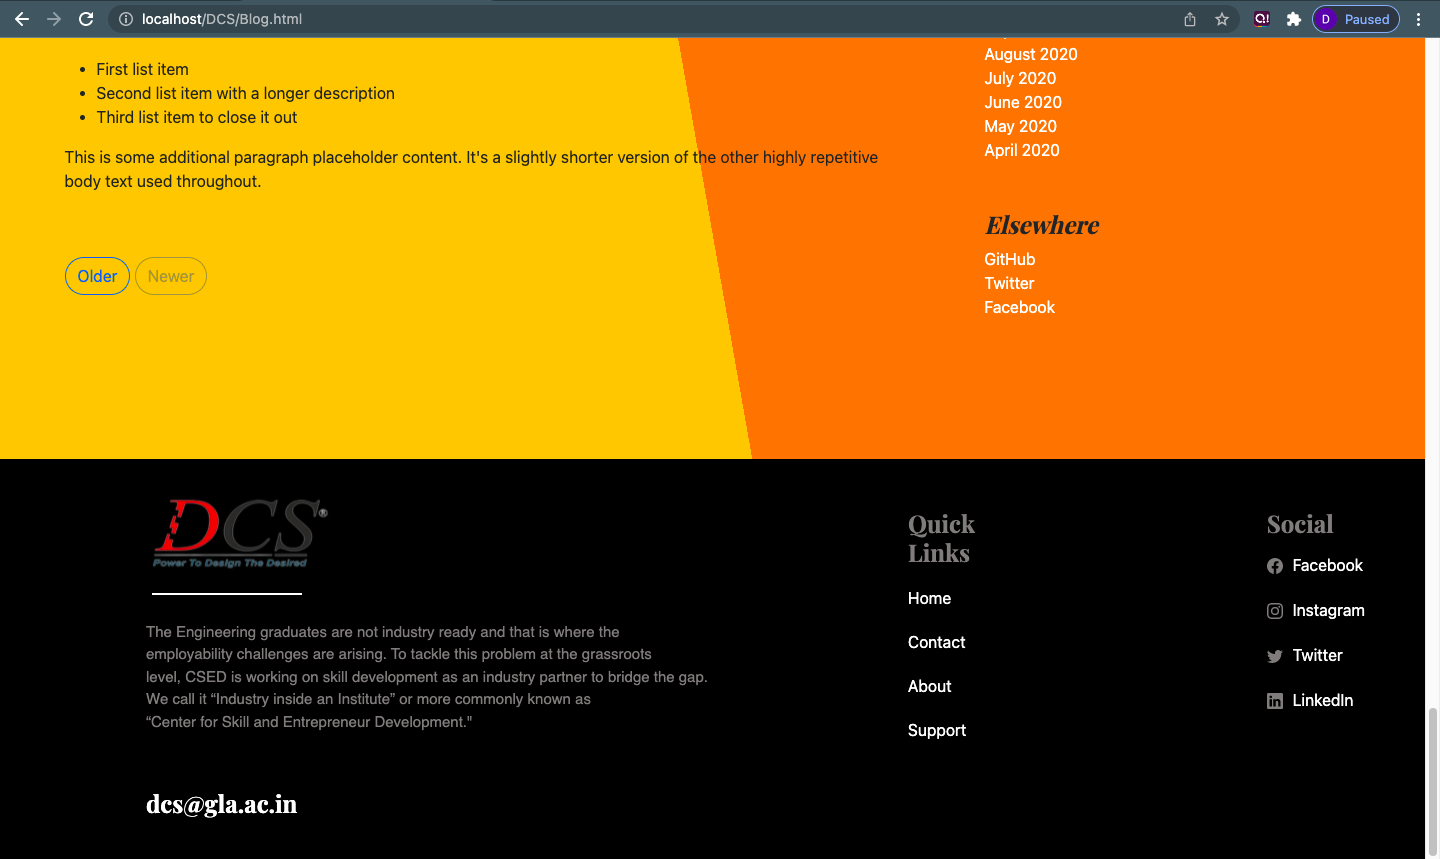 localhost/DCS/Blog.html
Q!
D
Paused
First list item
Second list item with a longer description
Third list item to close it out
This is some additional paragraph placeholder content. It's a slightly shorter version of the other highly repetitive
body text used throughout.
Older
Newer
August 2020
July 2020
June 2020
May 2020
April 2020
Elsewhere
GitHub
Twitter
Facebook
DCS®
Power To Design The Desired
The Engineering graduates are not industry ready and that is where the
employability challenges are arising. To tackle this problem at the grassroots
level, CSED is working on skill development as an industry partner to bridge the gap.
We call it “Industry inside an Institute” or more commonly known as
“Center for Skill and Entrepreneur Development."
dcs@gla.ac.in
Quick
Links
Home
Contact
About
Support
Social
Facebook
Instagram
Twitter
LinkedIn